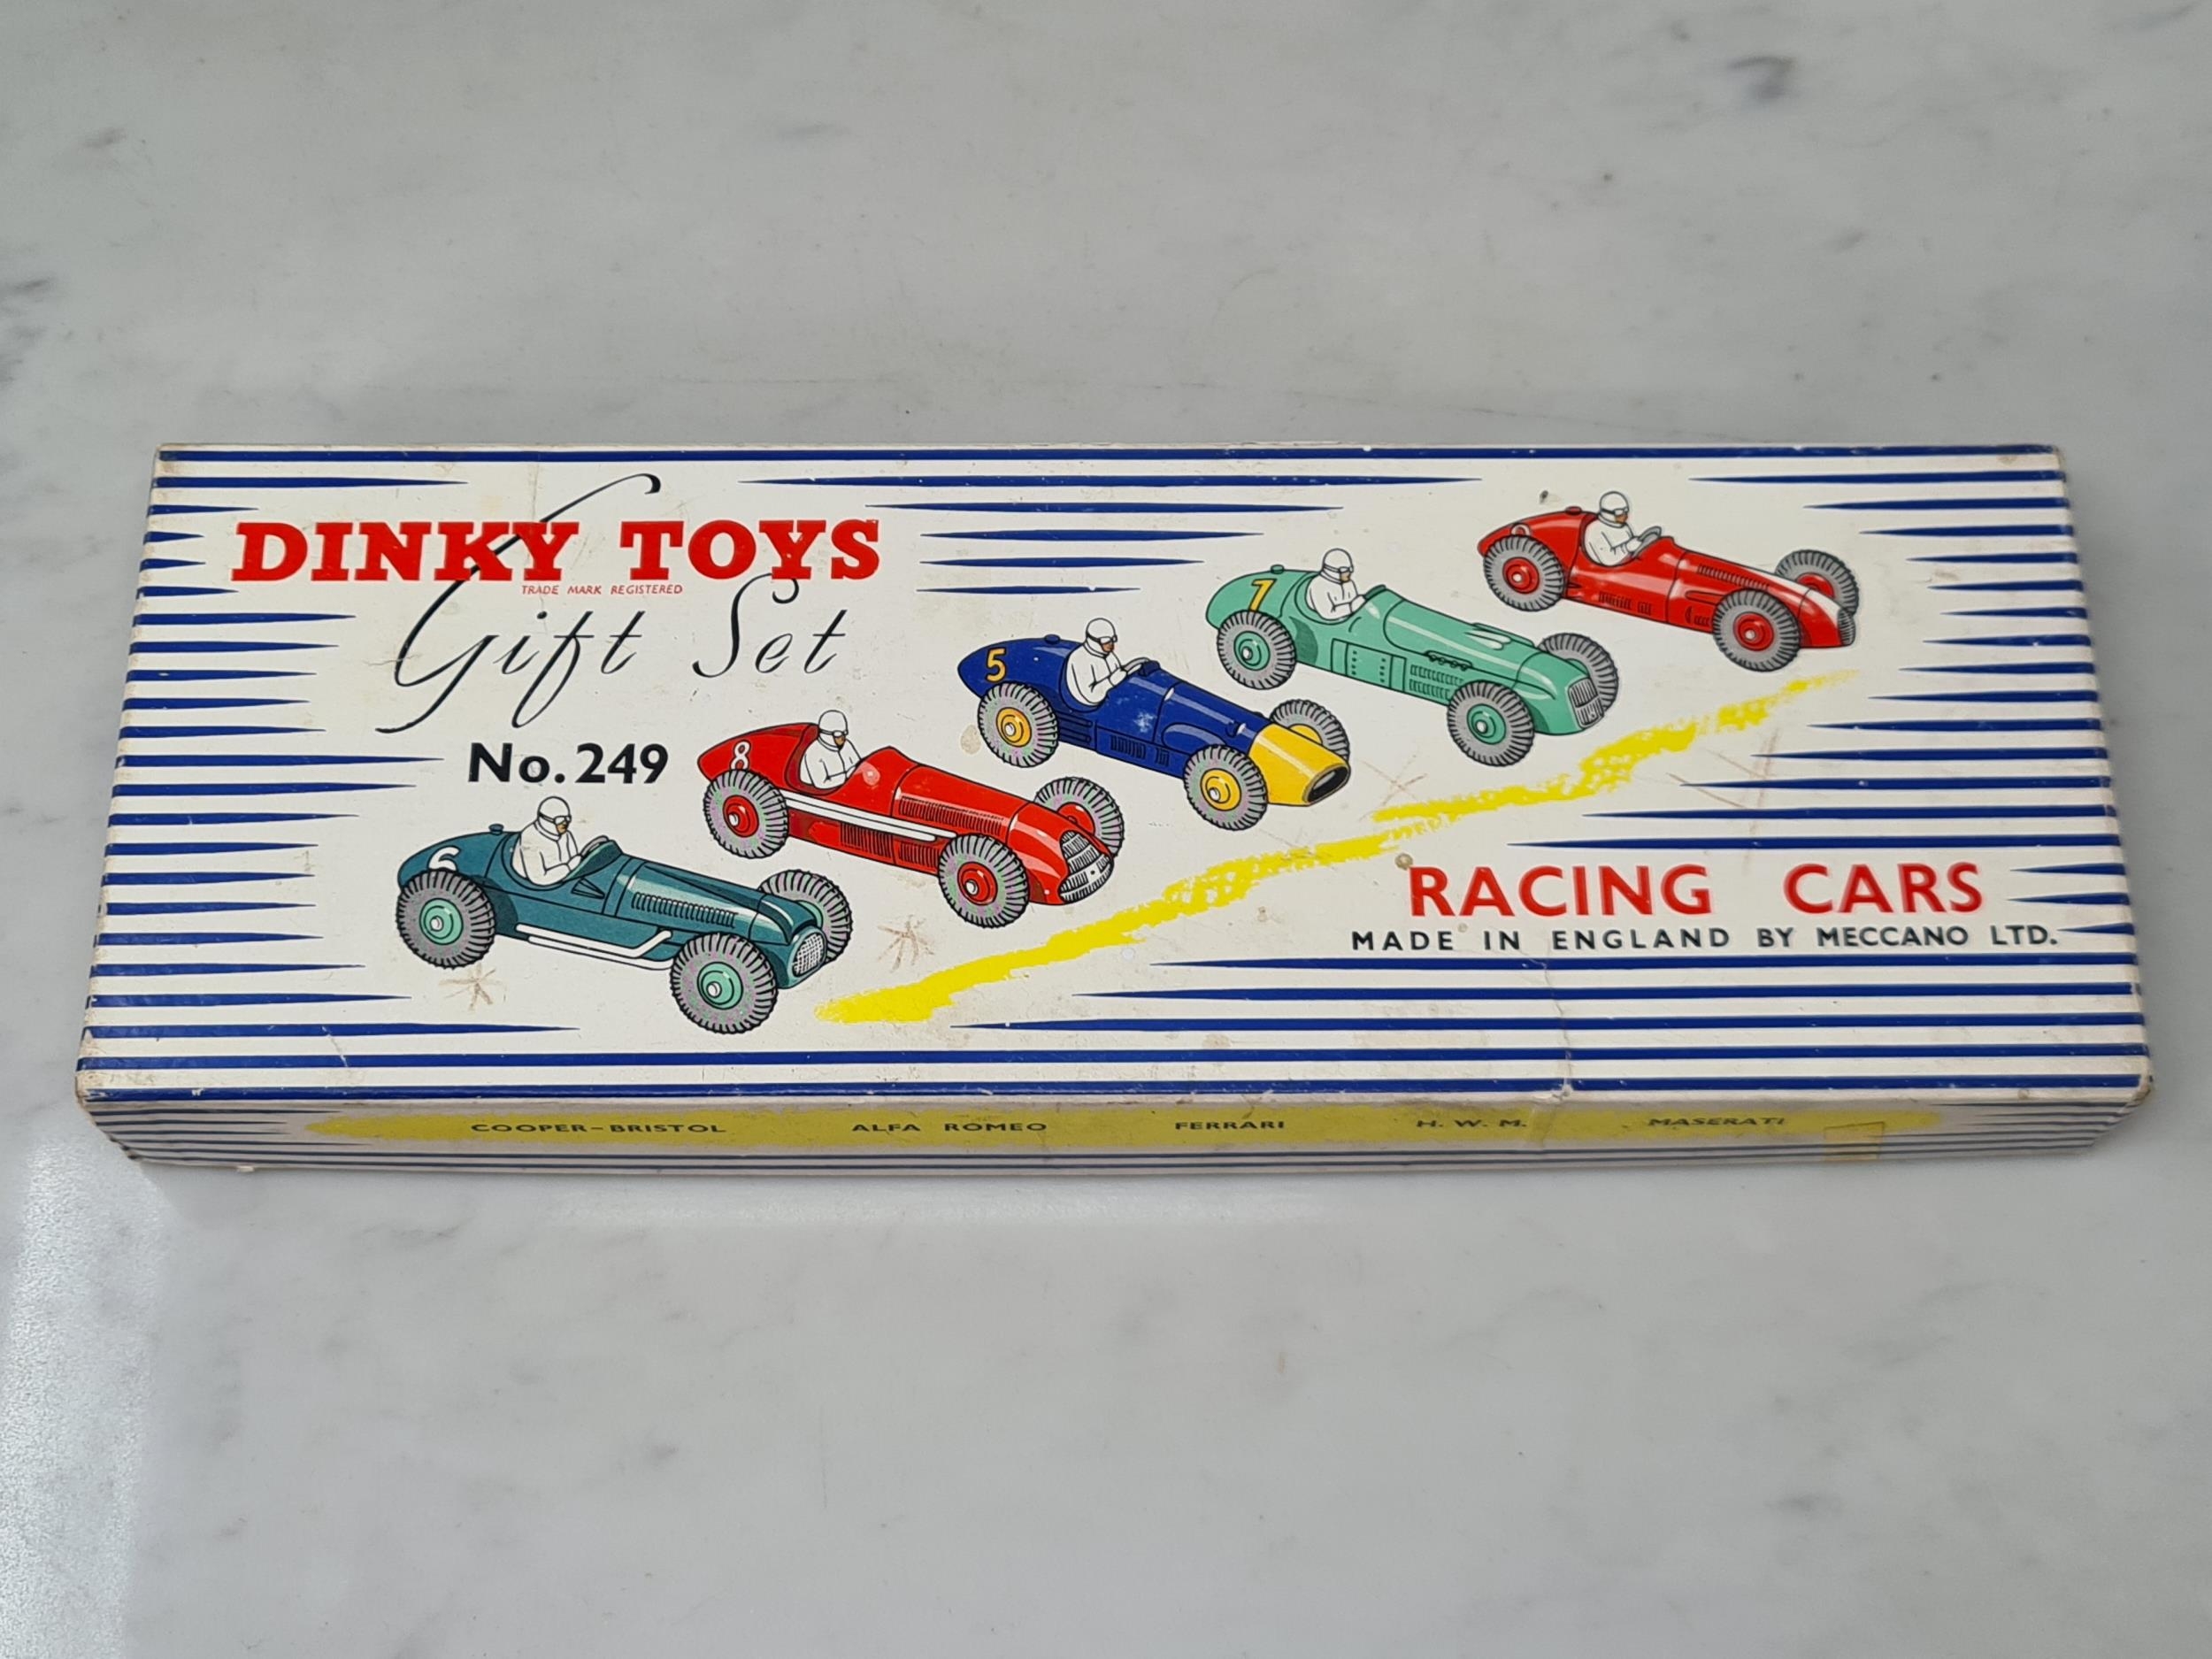 DINKY TOYS
TRADE MARK REGISTERED
Gift Set
No. 249
6
8
5
7
RACING CARS
MADE IN ENGLAND BY MECCANO LTD.
COOPER-BRISTOL ALFA ROMEO FERRARI H. W. M. MASERATI